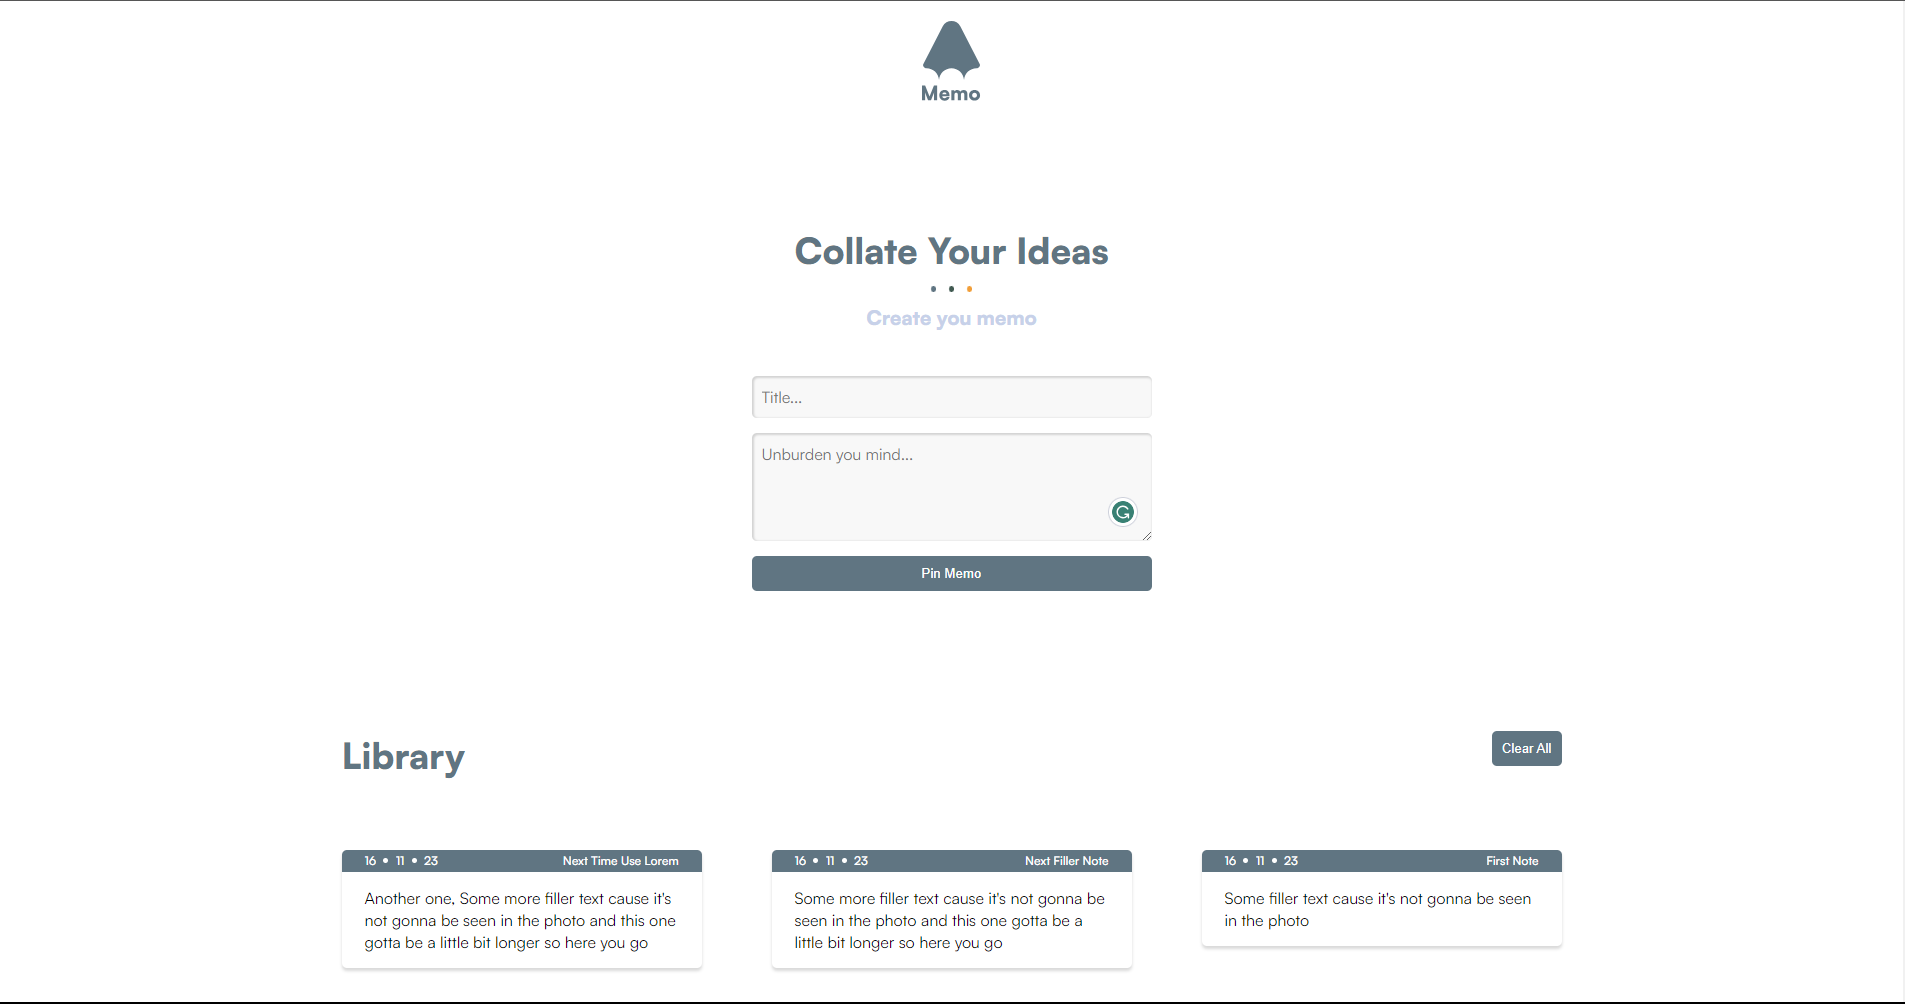 Memo
Collate Your Ideas
Create you memo
Title...
Unburden you mind...
Pin Memo
Library
Clear All
16 • 11 • 23 Next Time Use Lorem
Another one, Some more filler text cause it's
not gonna be seen in the photo and this one
gotta be a little bit longer so here you go
16 • 11 • 23 Next Filler Note
Some more filler text cause it's not gonna be
seen in the photo and this one gotta be a
little bit longer so here you go
16 • 11 • 23 First Note
Some filler text cause it's not gonna be seen
in the photo